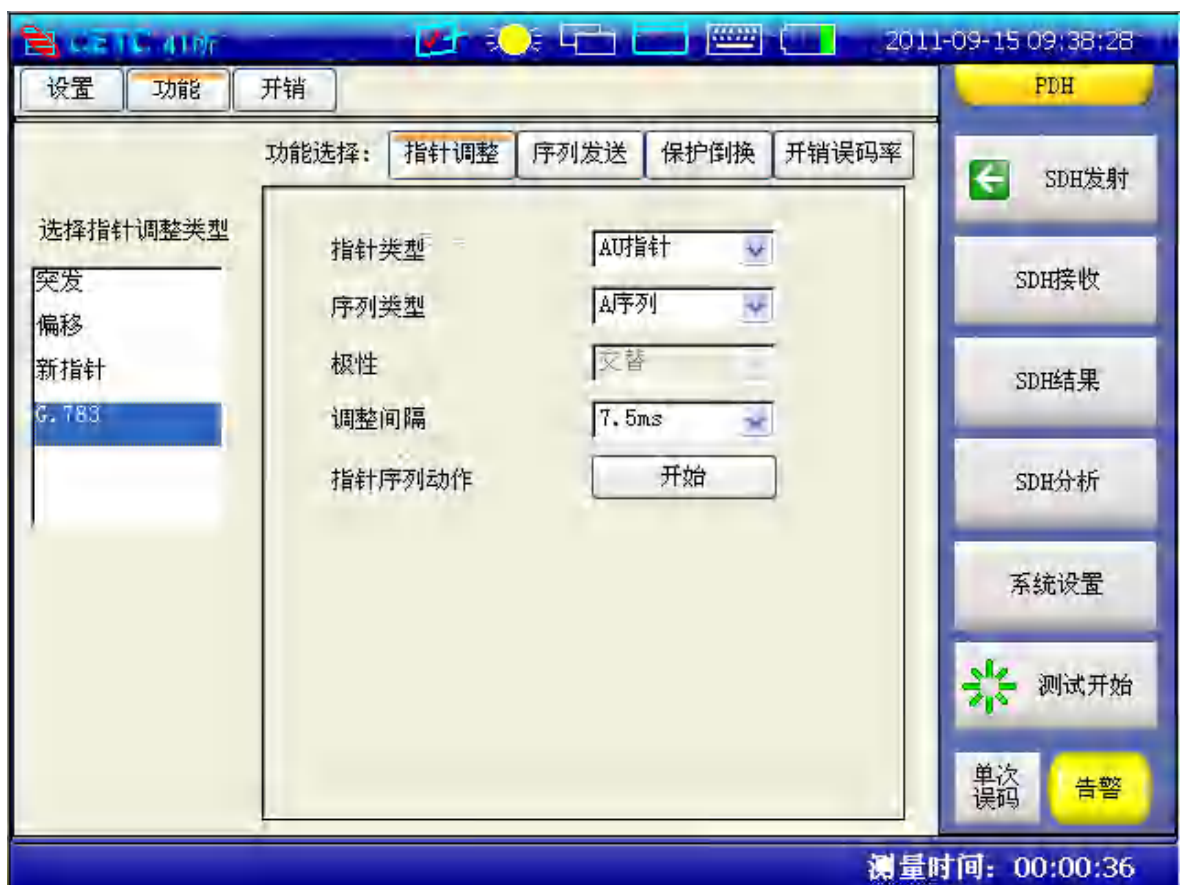 CETC 41所 2011-09-15 09:38:28
设置 功能 开销 PDH
功能选择： 指针调整 序列发送 保护倒换 开销误码率
SDH发射
选择指针调整类型
突发
偏移
新指针
G.783
指针类型 AU指针
序列类型 A序列
极性 交替
调整间隔 7.5ms
指针序列动作 开始
SDH接收
SDH结果
SDH分析
系统设置
测试开始
单次
误码
告警
测量时间： 00:00:36